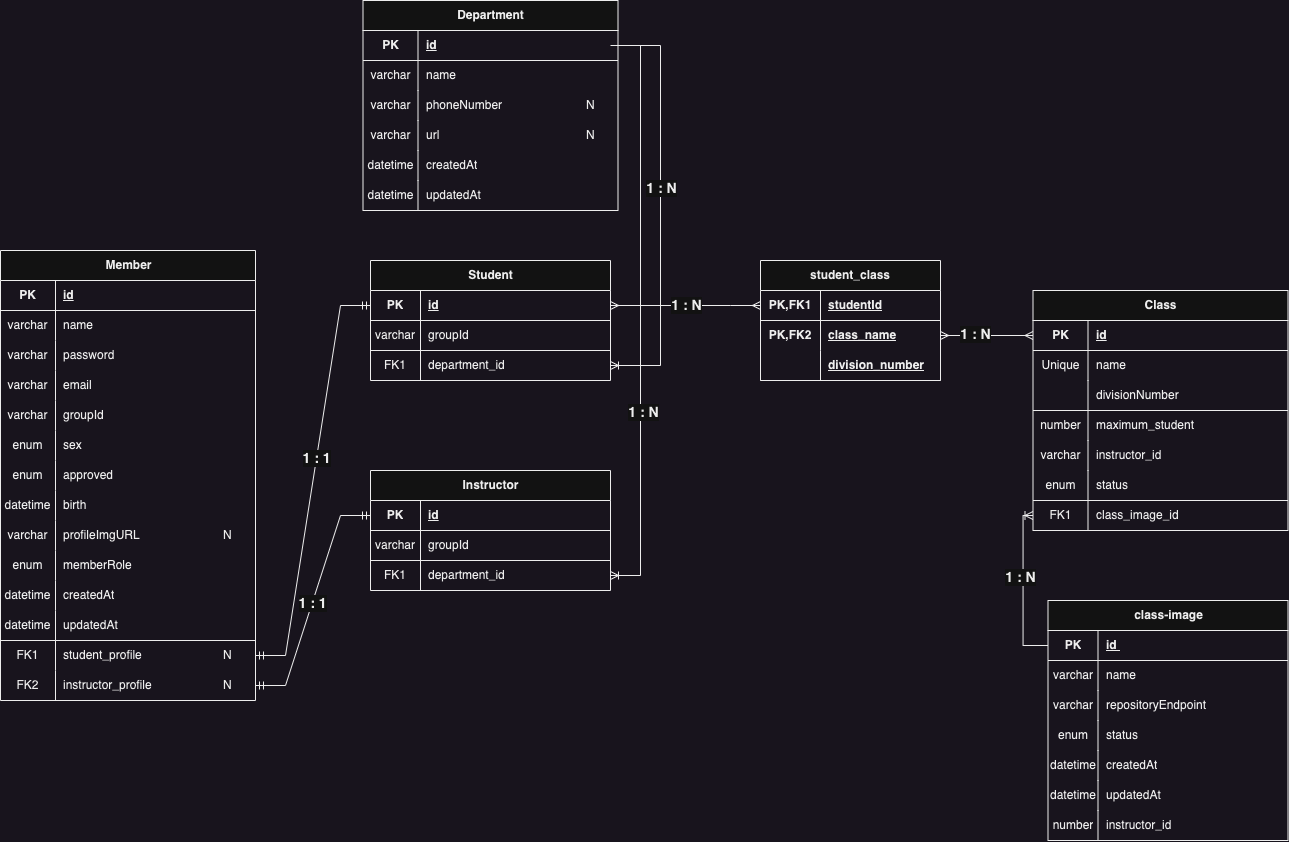 Department
PK id
varchar name
varchar phoneNumber N
varchar url N
datetime createdAt
datetime updatedAt
1 : N
Member
PK id
varchar name
varchar password
varchar email
varchar groupId
enum sex
enum approved
datetime birth
varchar profileImgURL N
enum memberRole
datetime createdAt
datetime updatedAt
FK1 student_profile N
FK2 instructor_profile N
1 : 1
1 : 1
Student
PK id
varchar groupId
FK1 department_id
1 : N
1 : N
Instructor
PK id
varchar groupId
FK1 department_id
student_class
PK,FK1 studentId
PK,FK2 class_name
division_number
1 : N
Class
PK id
Unique name
divisionNumber
number maximum_student
varchar instructor_id
enum status
FK1 class_image_id
1 : N
class-image
PK id
varchar name
varchar repositoryEndpoint
enum status
datetime createdAt
datetime updatedAt
number instructor_id